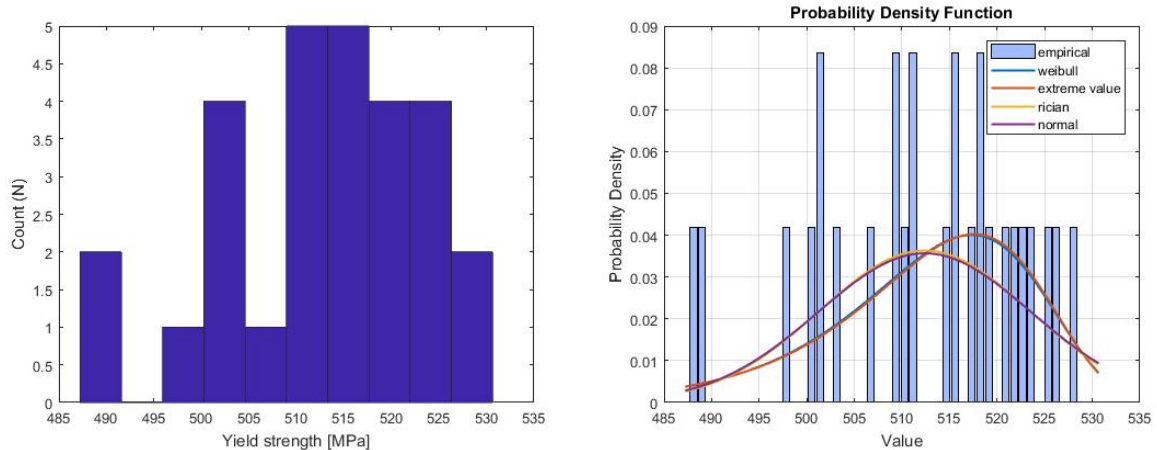 5
4.5
4
3.5
3
2.5
2
1.5
1
0.5
0
Count (N)
485 490 495 500 505 510 515 520 525 530 535
Yield strength [MPa]
Probability Density Function
0.09
0.08
0.07
0.06
0.05
0.04
0.03
0.02
0.01
0
Probability Density
empirical
weibull
extreme value
rician
normal
485 490 495 500 505 510 515 520 525 530 535
Value